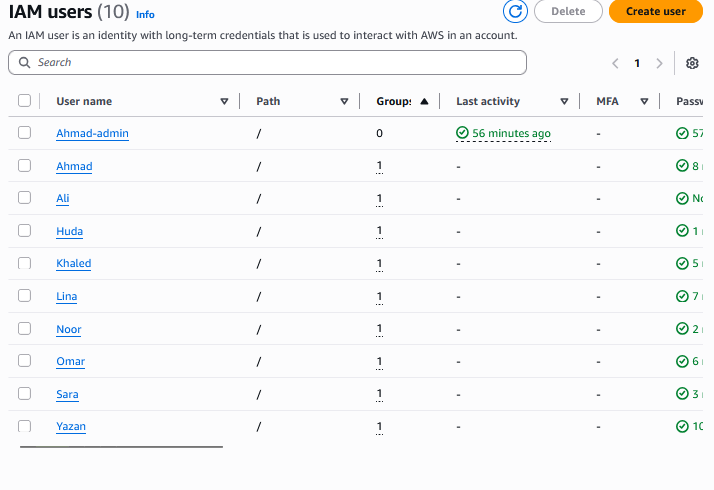 IAM users (10) Info
Delete
Create user
An IAM user is an identity with long-term credentials that is used to interact with AWS in an account.
Search
1
User name Path Groups Last activity MFA
Ahmad-admin / 0 56 minutes ago - 57
Ahmad / 1 - - 8
Ali / 1 - - No
Huda / 1 - - 1
Khaled / 1 - - 5
Lina / 1 - - 7
Noor / 1 - - 2
Omar / 1 - - 6
Sara / 1 - - 3
Yazan / 1 - - 10